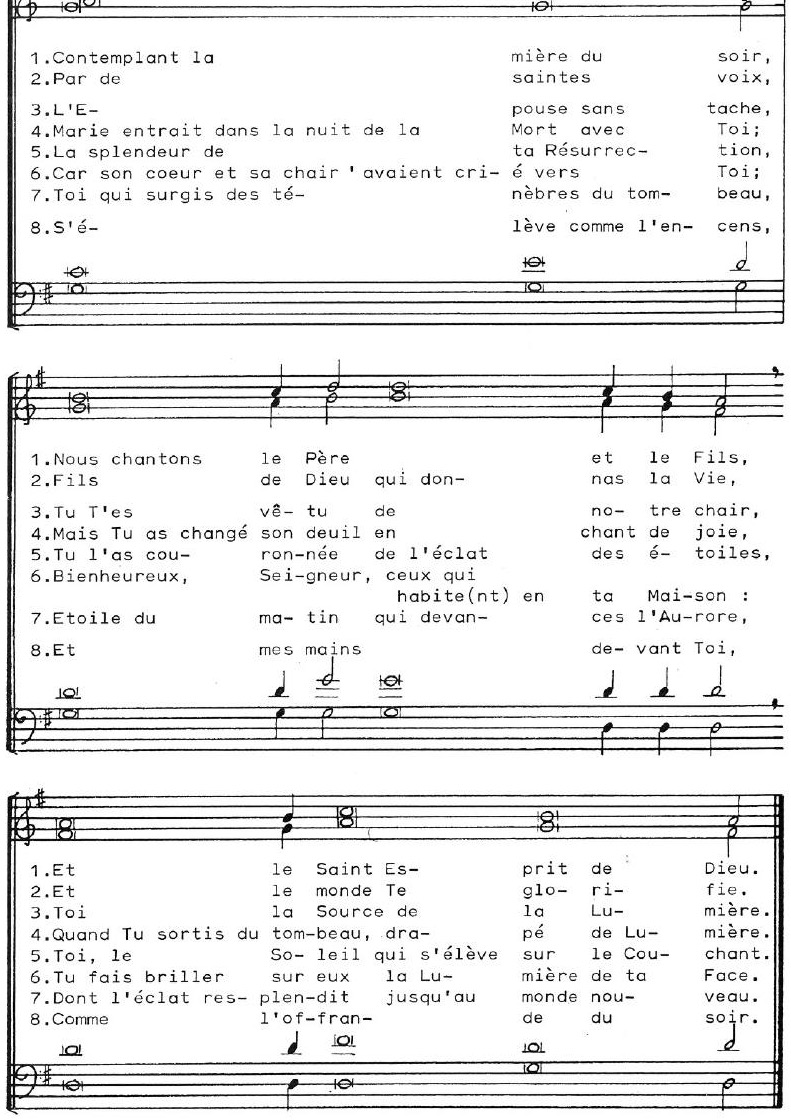 1.Contemplant la mière du soir,
2.Par de saintes voix,
3.L'E- pouse sans tache,
4.Marie entrait dans la nuit de la Mort avec Toi;
5.La splendeur de ta Résurrec- tion,
6.Car son coeur et sa chair 'avaient cri- é vers Toi;
7.Toi qui surgis des té- nèbres du tom- beau,
8.S'é- lève comme l'en- cens,
1.Nous chantons le Père et le Fils,
2.Fils de Dieu qui don- nas la Vie,
3.Tu T'es vê- tu de no- tre chair,
4.Mais Tu as changé son deuil en chant de joie,
5.Tu l'as cou- ron-née de l'éclat des é- toiles,
6.Bienheureux, Sei-gneur, ceux qui
habite(nt) en ta Mai-son :
7.Etoile du ma- tin qui devan- ces l'Au-rore,
8.Et mes mains de- vant Toi,
1.Et le Saint Es- prit de Dieu.
2.Et le monde Te glo- ri- fie.
3.Toi la Source de la Lu- mière.
4.Quand Tu sortis du tom-beau, dra- pé de Lu- mière.
5.Toi, le So- leil qui s'élève sur le Cou- chant.
6.Tu fais briller sur eux la Lu- mière de ta Face.
7.Dont l'éclat res- plen-dit jusqu'au monde nou- veau.
8.Comme l'of-fran- de du soir.